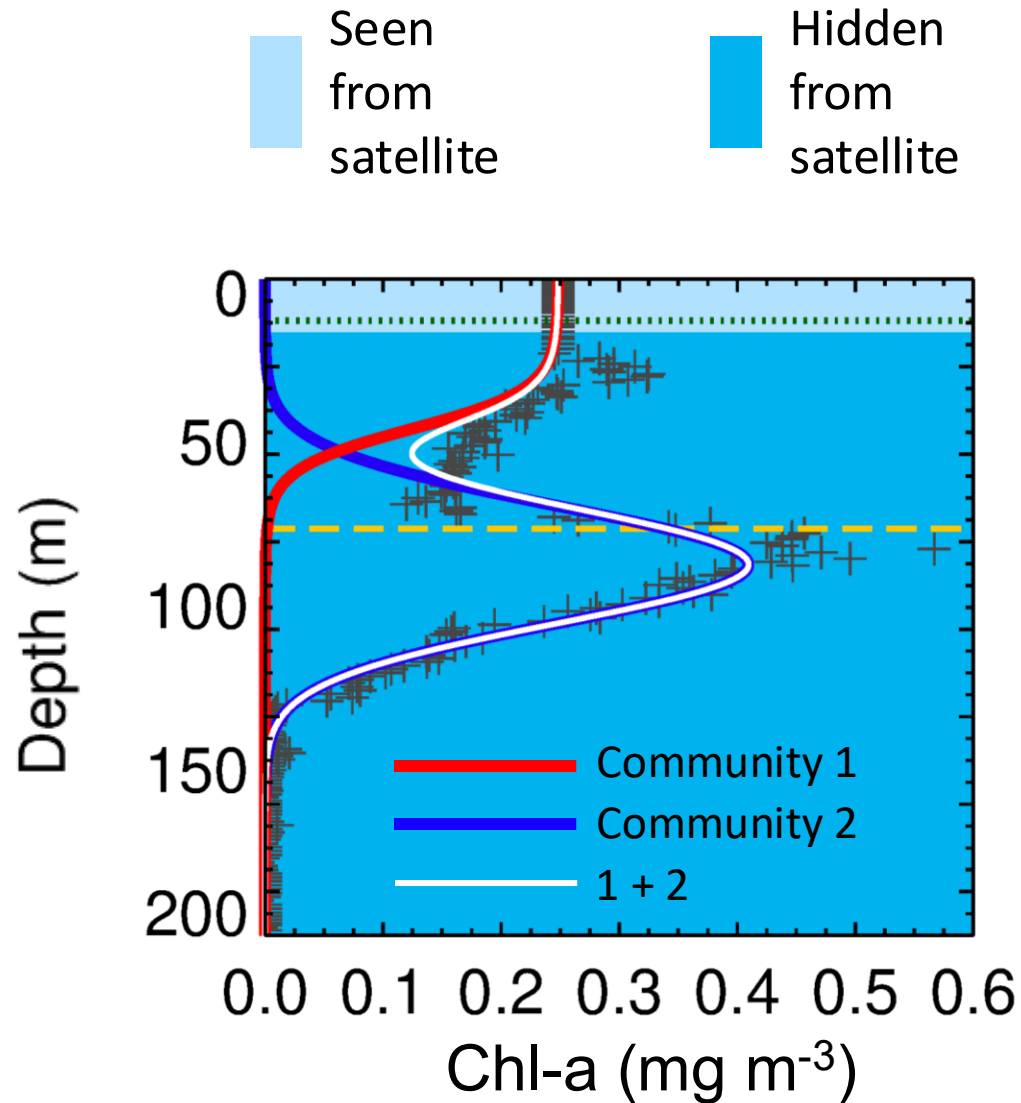 Seen
from
satellite
Hidden
from
satellite
0
50
100
150
200
Depth (m)
Community 1
Community 2
1 + 2
0.0 0.1 0.2 0.3 0.4 0.5 0.6
Chl-a (mg m⁻³)